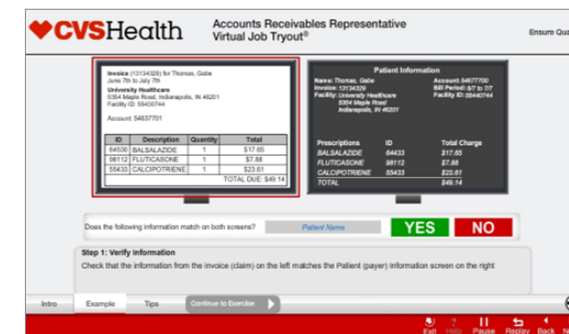 CVSHealth
Accounts Receivables Representative
Virtual Job Tryout®
Ensure Qua
Invoice (13134329) for Thomas, Gabe
June 7th to July 7th
University Healthcare
5354 Maple Road, Indianapolis, IN 46201
Facility ID: 55440744
Account: 54637701
ID Description Quantity Total
64530 BALSALAZIDE 1 $17.65
98112 FLUTICASONE 1 $7.88
55433 CALCIPOTRIENE 1 $23.61
TOTAL DUE: $49.14
Patient Information
Name: Thomas, Gabe
Invoice: 13134329
Facility: University Healthcare
5354 Maple Road
Indianapolis, IN 46201
Account: 54677700
Bill Period: 6/7 to 7/7
Facility ID: 55440744
Prescriptions ID Total Charge
BALSALAZIDE 64433 $17.65
FLUTICASONE 98112 $7.88
CALCIPOTRIENE 55433 $23.61
TOTAL $49.14
Does the following information match on both screens?
Patient Name
YES
NO
Step 1: Verify Information
Check that the information from the invoice (claim) on the left matches the Patient (payer) Information screen on the right
Intro
Example
Tips
Continue to Exercise
Exit
Help
Pause
Replay
Back